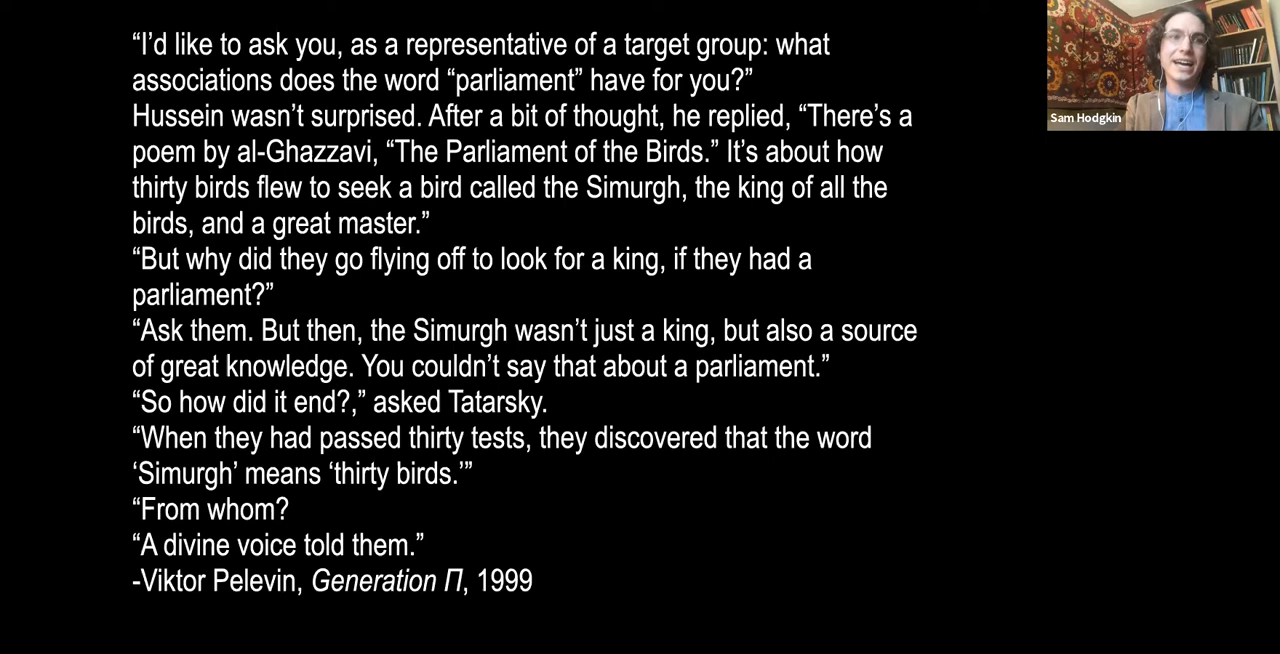 “I’d like to ask you, as a representative of a target group: what
associations does the word “parliament” have for you?”
Hussein wasn’t surprised. After a bit of thought, he replied, “There’s a
poem by al-Ghazzavi, “The Parliament of the Birds.” It’s about how
thirty birds flew to seek a bird called the Simurgh, the king of all the
birds, and a great master.”
“But why did they go flying off to look for a king, if they had a
parliament?”
“Ask them. But then, the Simurgh wasn’t just a king, but also a source
of great knowledge. You couldn’t say that about a parliament.”
“So how did it end?,” asked Tatarsky.
“When they had passed thirty tests, they discovered that the word
‘Simurgh’ means ‘thirty birds.’”
“From whom?
“A divine voice told them.”
-Viktor Pelevin, Generation П, 1999
Sam Hodgkin